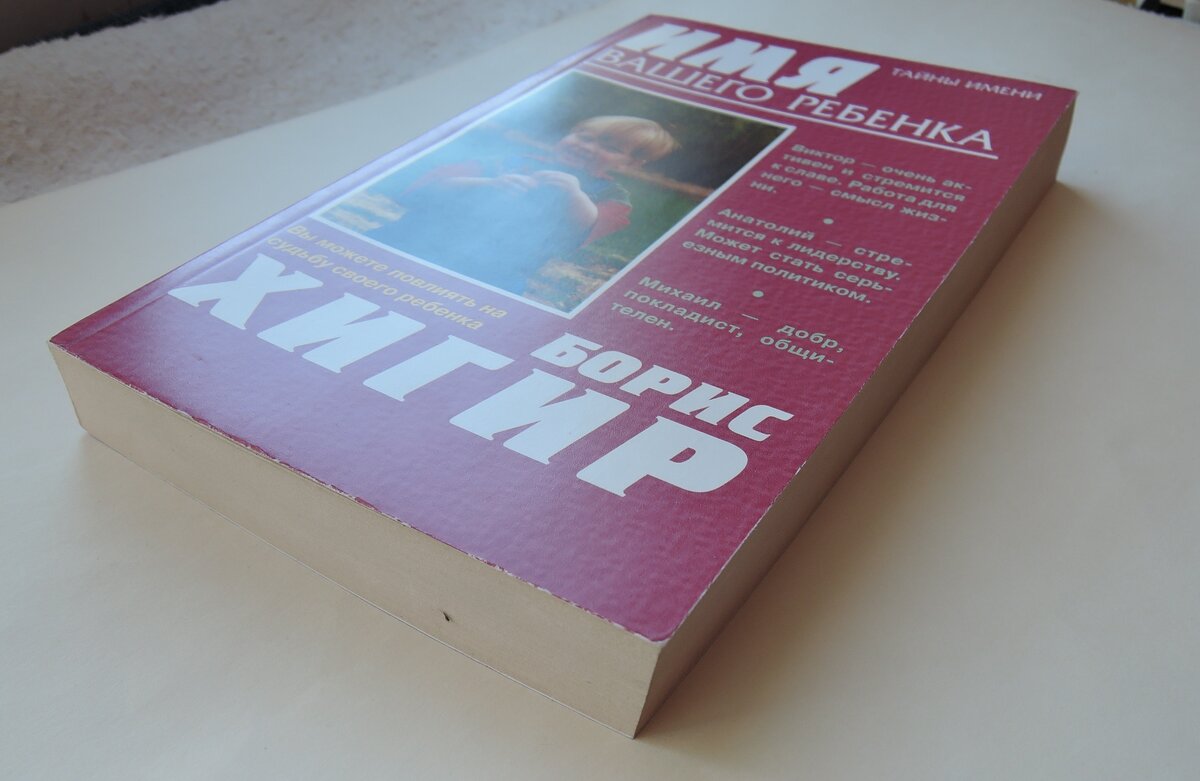 ИМЯ
ТАЙНЫ ИМЕНИ
ВАШЕГО РЕБЕНКА
Виктор — очень ак-
тивен и стремится
к славе. Работа для
него — смысл жиз-
ни.
•
Анатолий — стре-
мится к лидерству.
Может стать серь-
езным политиком.
•
Михаил — добр,
покладист, общи-
телен.
Вы можете повлиять на
судьбу своего ребенка
БОРИС
ХИГИР